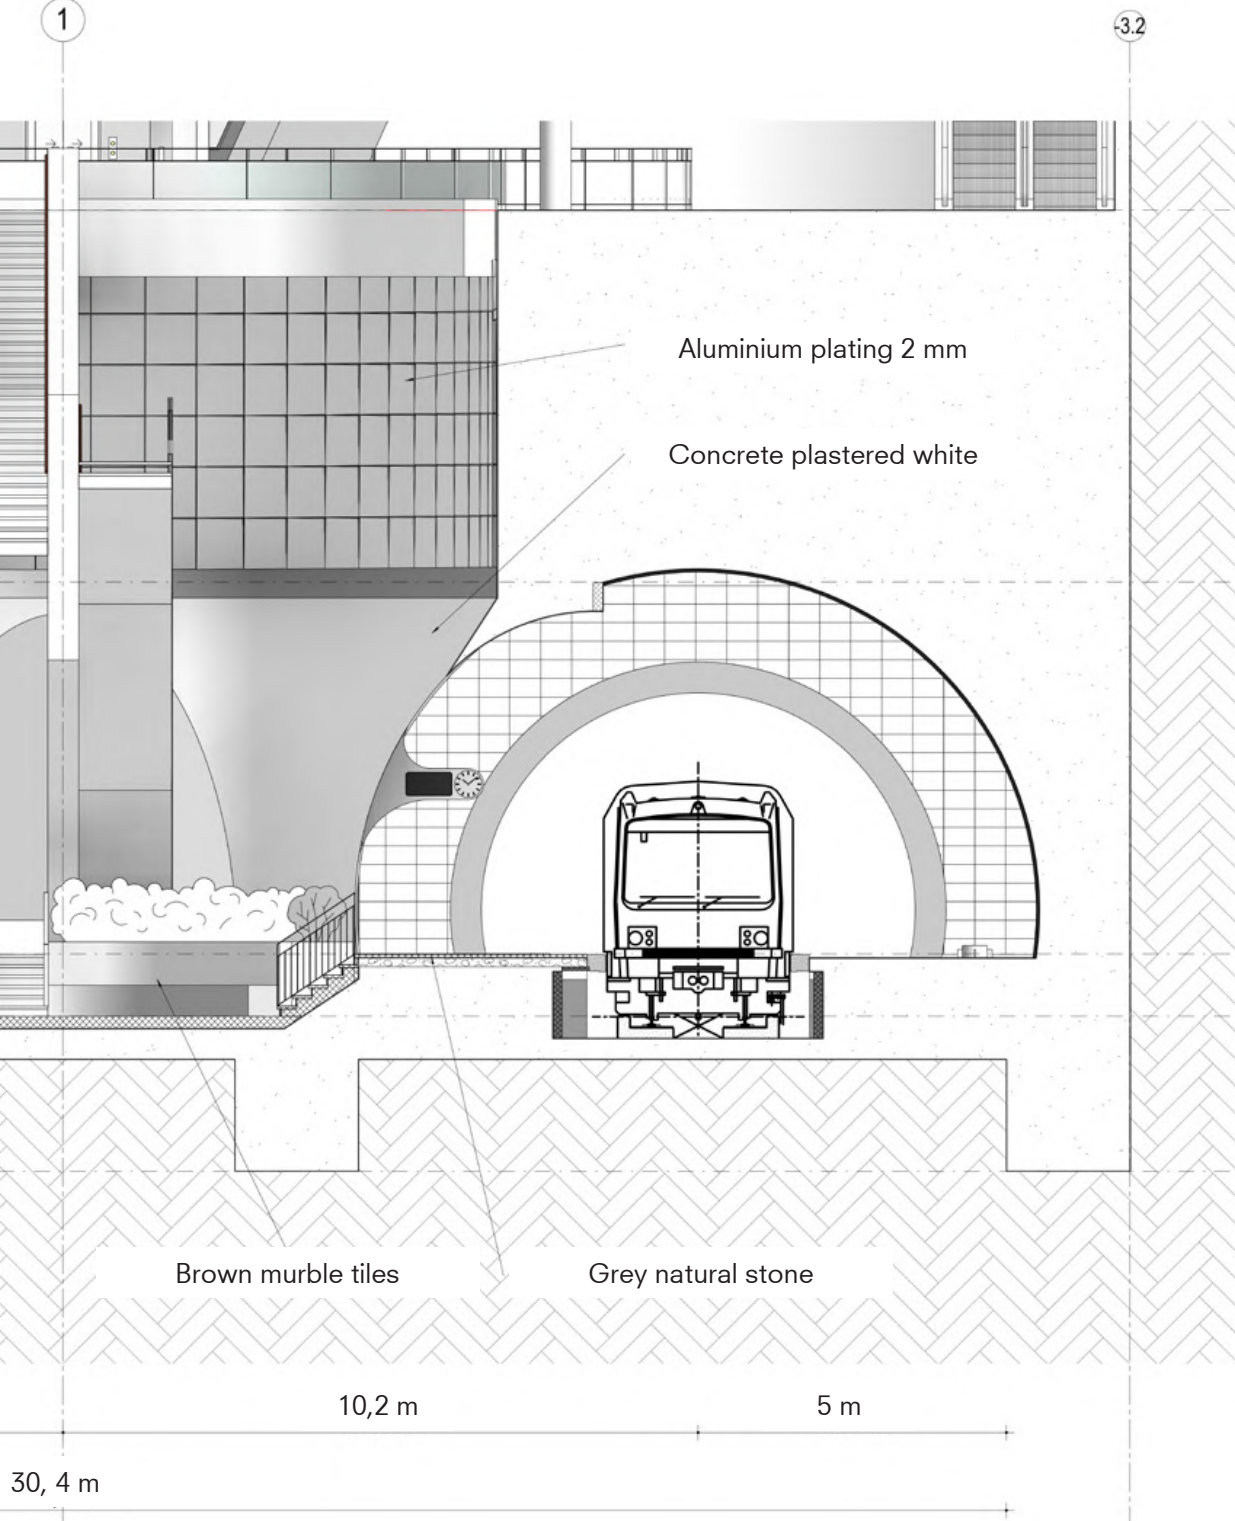 1
-3.2
Aluminium plating 2 mm
Concrete plastered white
Brown murble tiles
Grey natural stone
10,2 m
5 m
30, 4 m